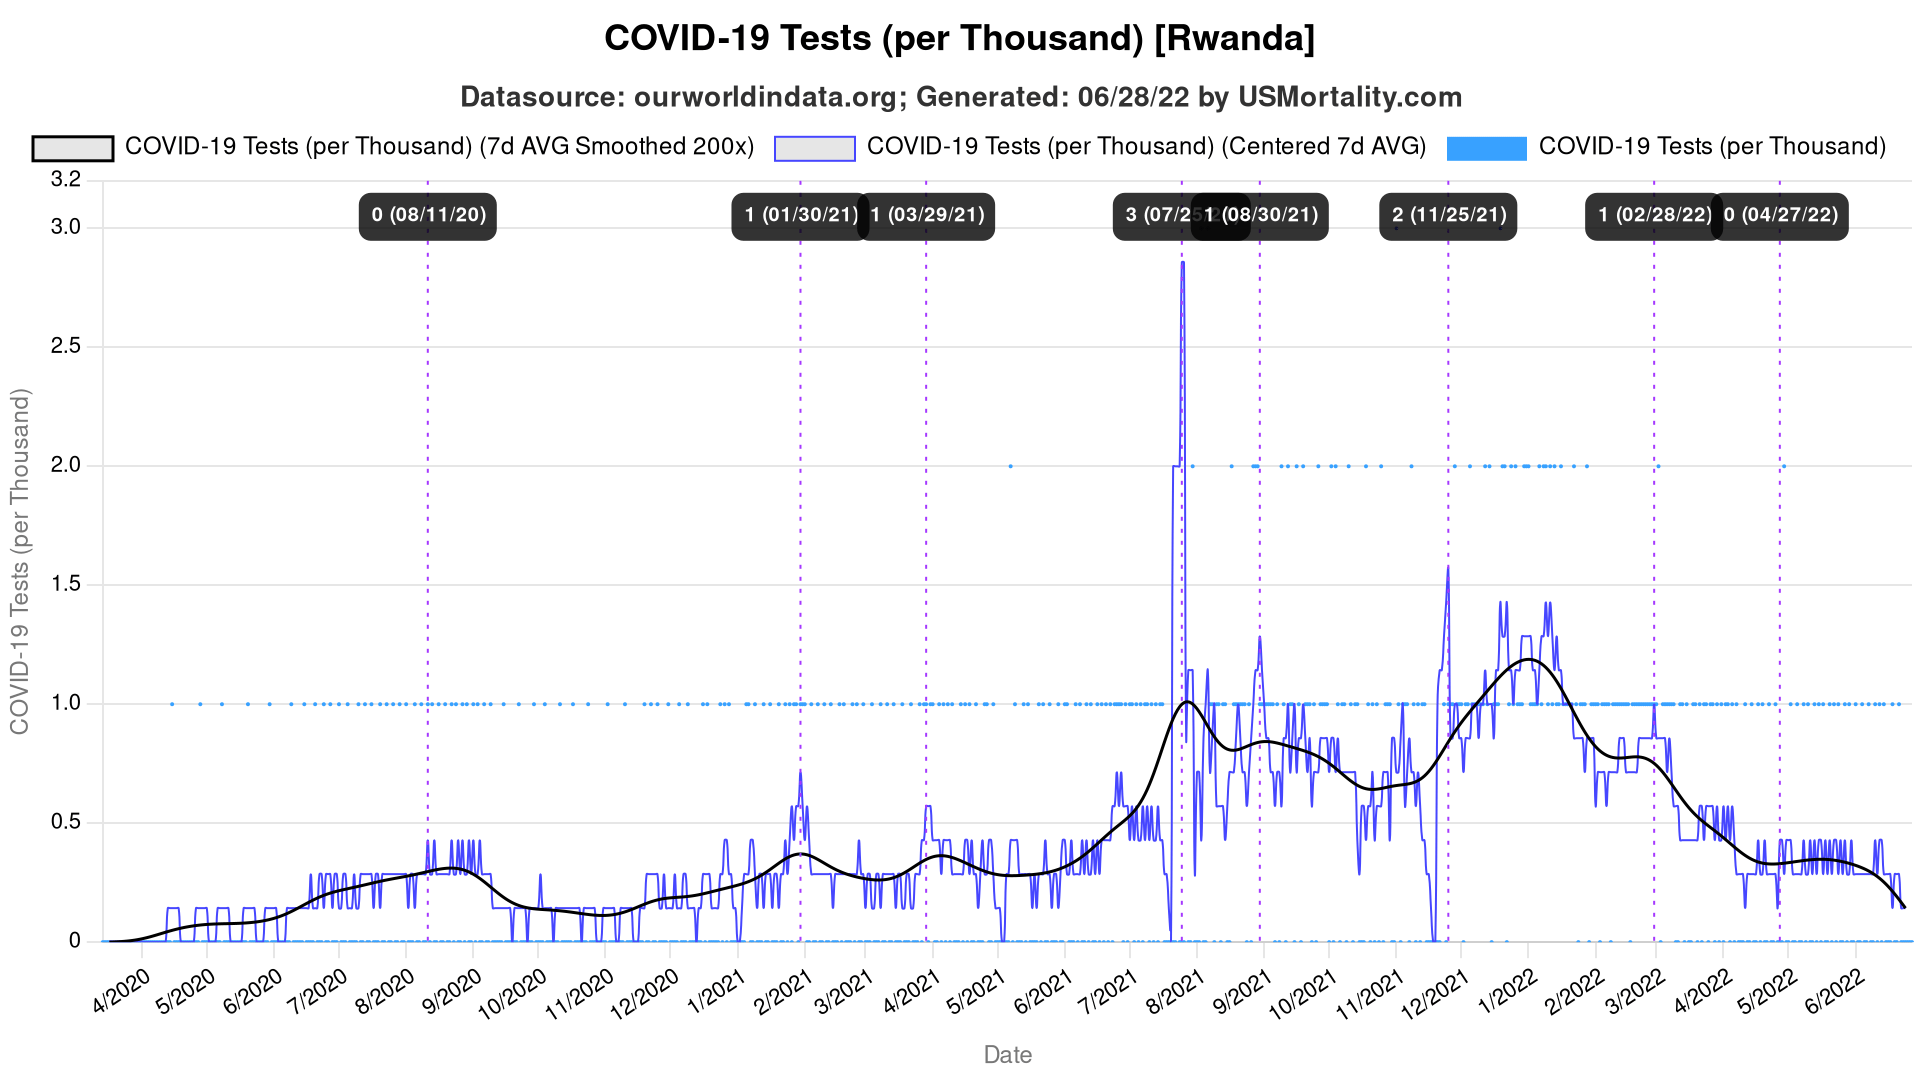 COVID-19 Tests (per Thousand) [Rwanda]
Datasource: ourworldindata.org; Generated: 06/28/22 by USMortality.com
COVID-19 Tests (per Thousand) (7d AVG Smoothed 200x) COVID-19 Tests (per Thousand) (Centered 7d AVG) COVID-19 Tests (per Thousand)
3.2
0 (08/11/20) 1 (01/30/21) 1 (03/29/21) 3 (07/25 1 (08/30/21) 2 (11/25/21) 1 (02/28/22) 0 (04/27/22)
3.0
2.5
2.0
1.5
1.0
0.5
0
COVID-19 Tests (per Thousand)
4/2020 5/2020 6/2020 7/2020 8/2020 9/2020 10/2020 11/2020 12/2020 1/2021 2/2021 3/2021 4/2021 5/2021 6/2021 7/2021 8/2021 9/2021 10/2021 11/2021 12/2021 1/2022 2/2022 3/2022 4/2022 5/2022 6/2022
Date